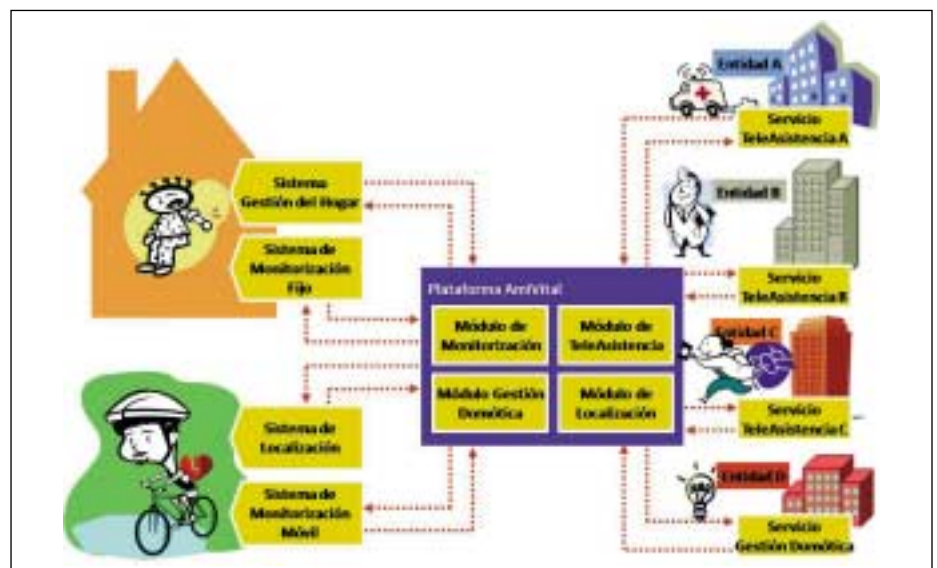 Sistema
Gestión del Hogar
Sistema de
Monitorización
Fijo
Sistema de
Localización
Sistema de
Monitorización
Móvil
Plataforma AmiVital
Módulo de
Monitorización
Módulo de
TeleAsistencia
Módulo Gestión
Domótica
Módulo de
Localización
Entidad A
Servicio
TeleAsistencia A
Entidad B
Servicio
TeleAsistencia B
Entidad C
Servicio
TeleAsistencia C
Entidad D
Servicio
Gestión Domótica